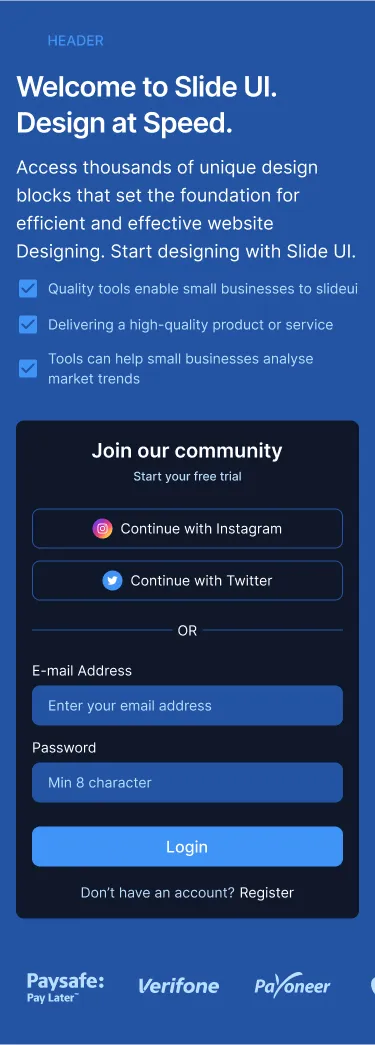 HEADER
Welcome to Slide UI.
Design at Speed.
Access thousands of unique design
blocks that set the foundation for
efficient and effective website
Designing. Start designing with Slide UI.
Quality tools enable small businesses to slideui
Delivering a high-quality product or service
Tools can help small businesses analyse
market trends
Join our community
Start your free trial
Continue with Instagram
Continue with Twitter
OR
E-mail Address
Enter your email address
Password
Min 8 character
Login
Don’t have an account? Register
Paysafe:
Pay Later™
Verifone
Payoneer